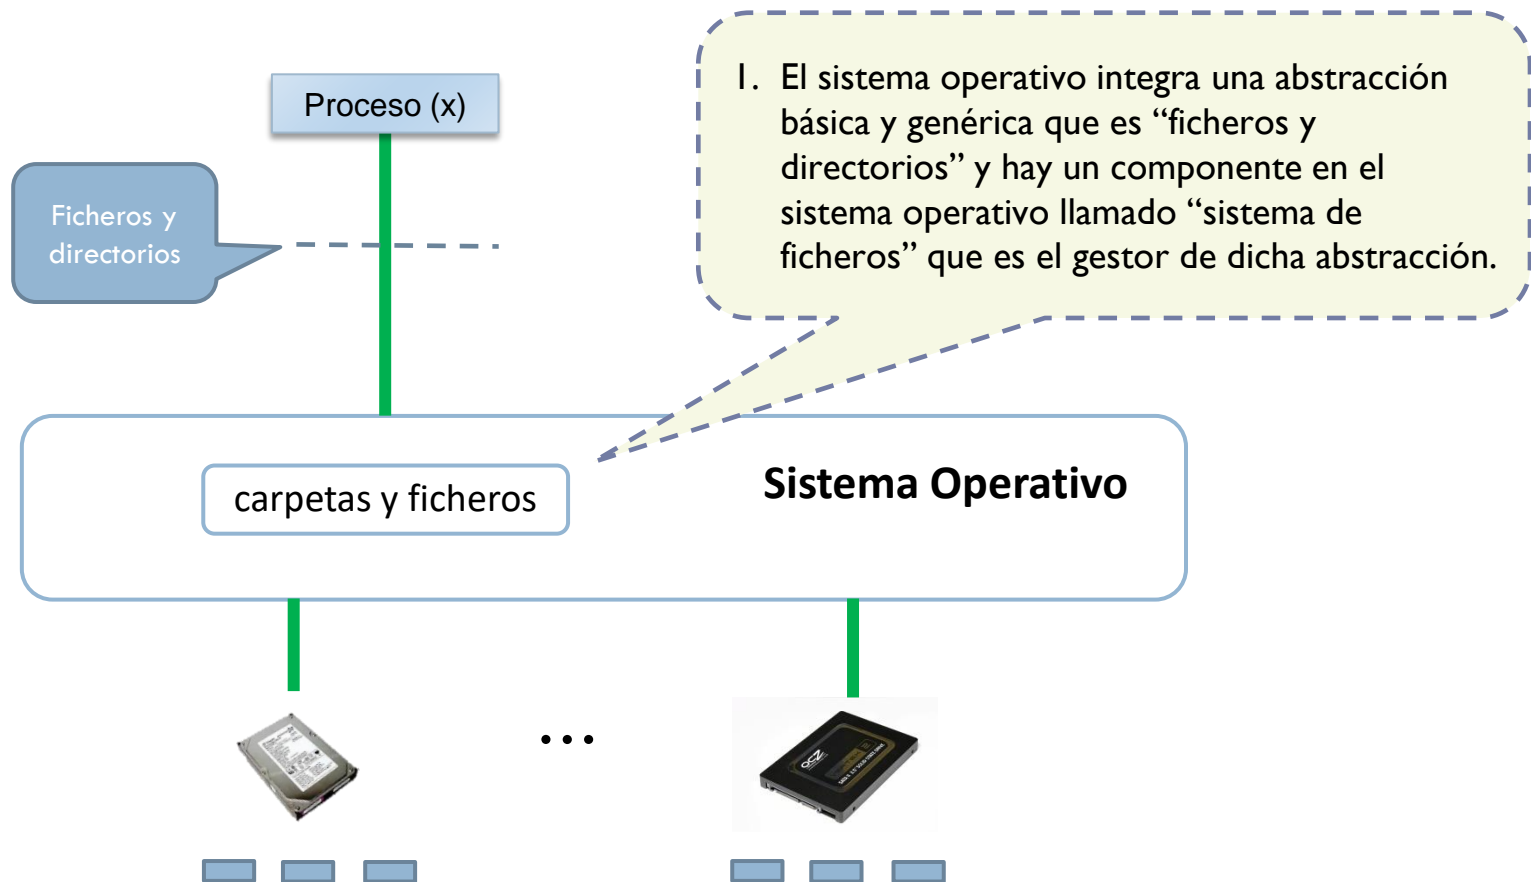 Proceso (x)
Ficheros y
directorios
1. El sistema operativo integra una abstracción
básica y genérica que es “ficheros y
directorios” y hay un componente en el
sistema operativo llamado “sistema de
ficheros” que es el gestor de dicha abstracción.
carpetas y ficheros
Sistema Operativo
...
OCZ